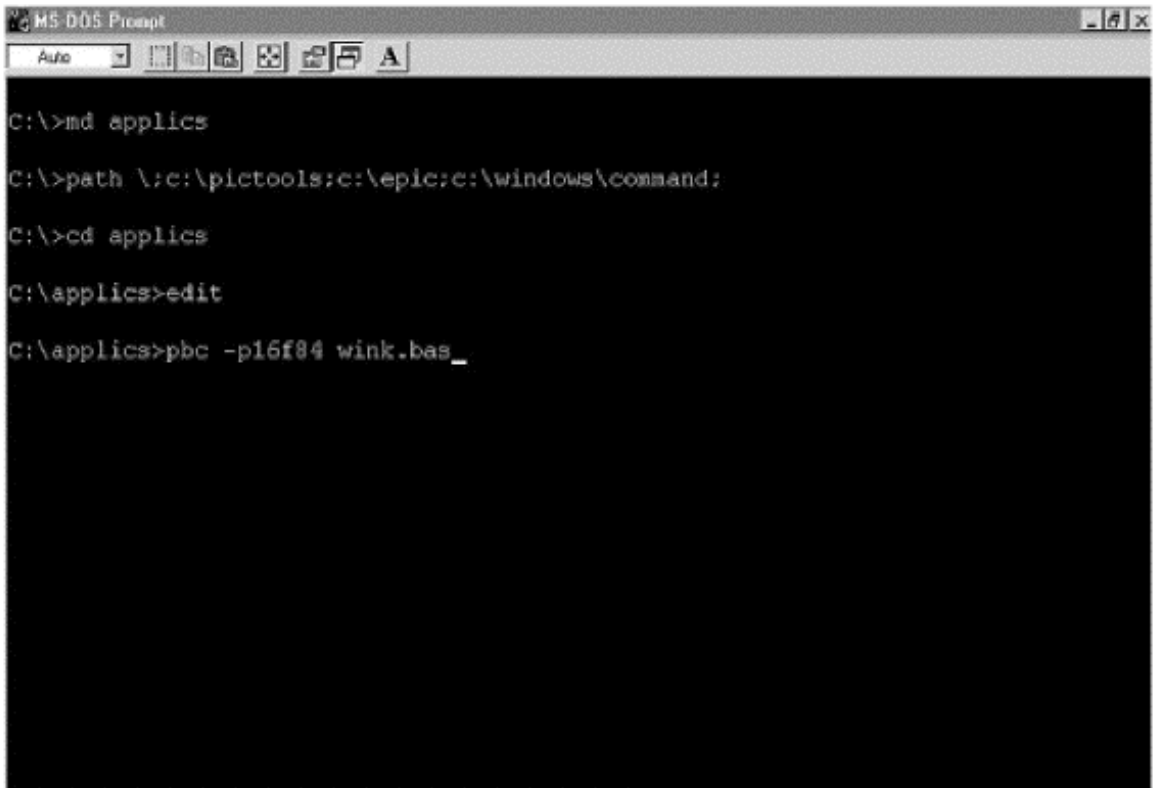 MS-DOS Prompt
Auto
A
C:\>md applics
C:\>path \;c:\pictools;c:\epic;c:\windows\command;
C:\>cd applics
C:\applics>edit
C:\applics>pbc -p16f84 wink.bas_